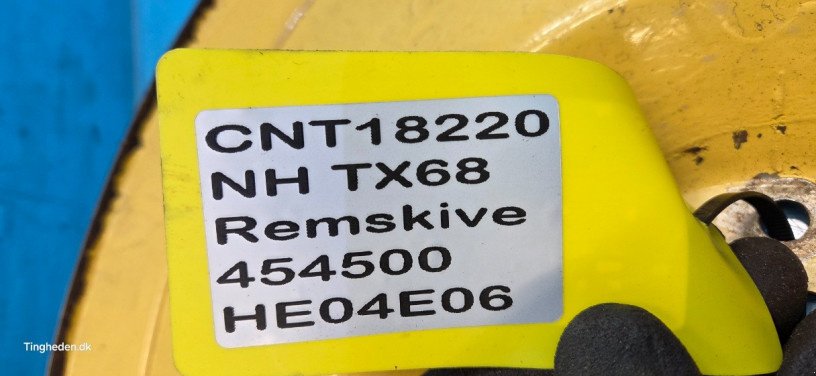 CNT18220
NH TX68
Remskive
454500
HE04E06
Tingheden.dk